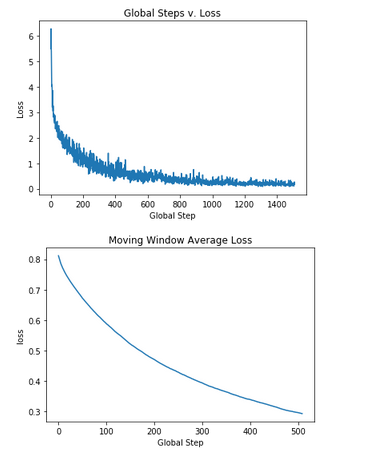 Global Steps v. Loss
6
5
4
3
2
1
0
Loss
0 200 400 600 800 1000 1200 1400
Global Step
Moving Window Average Loss
0.8
0.7
0.6
0.5
0.4
0.3
loss
0 100 200 300 400 500
Global Step